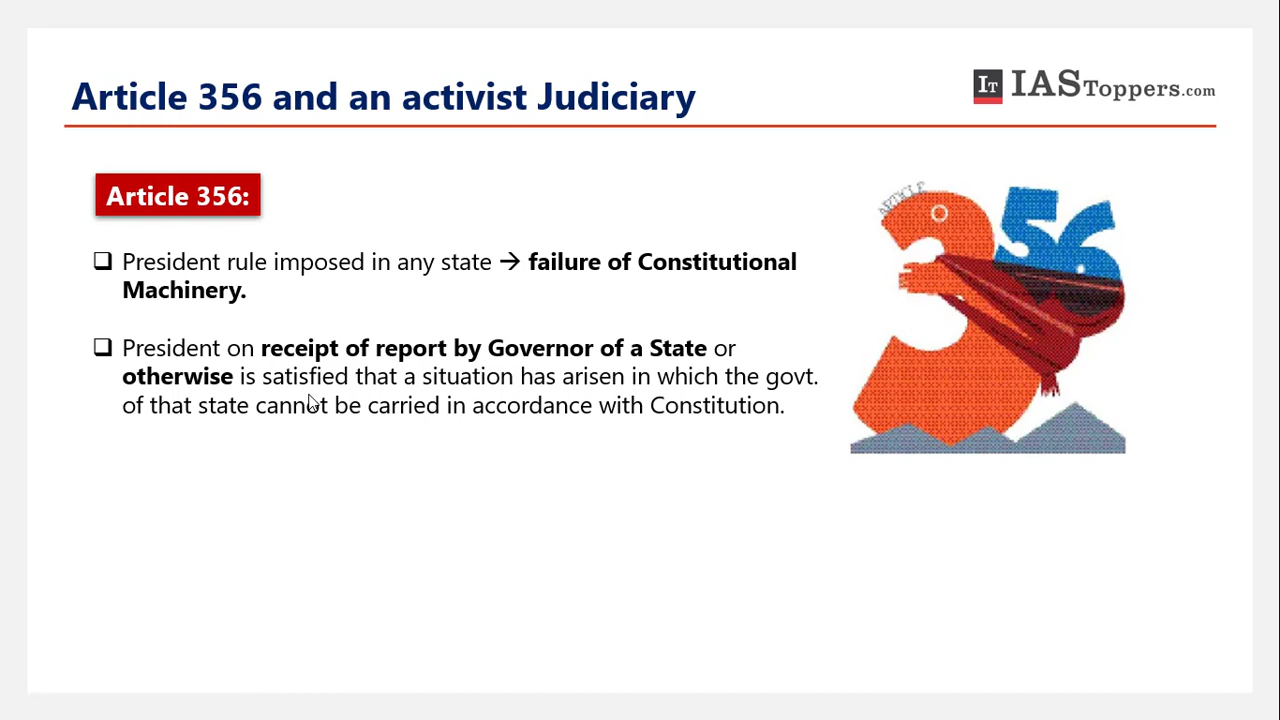 Article 356 and an activist Judiciary
IT IASToppers.com
Article 356:
ARTICLE
356
❑ President rule imposed in any state → failure of Constitutional
Machinery.
❑ President on receipt of report by Governor of a State or
otherwise is satisfied that a situation has arisen in which the govt.
of that state cannot be carried in accordance with Constitution.